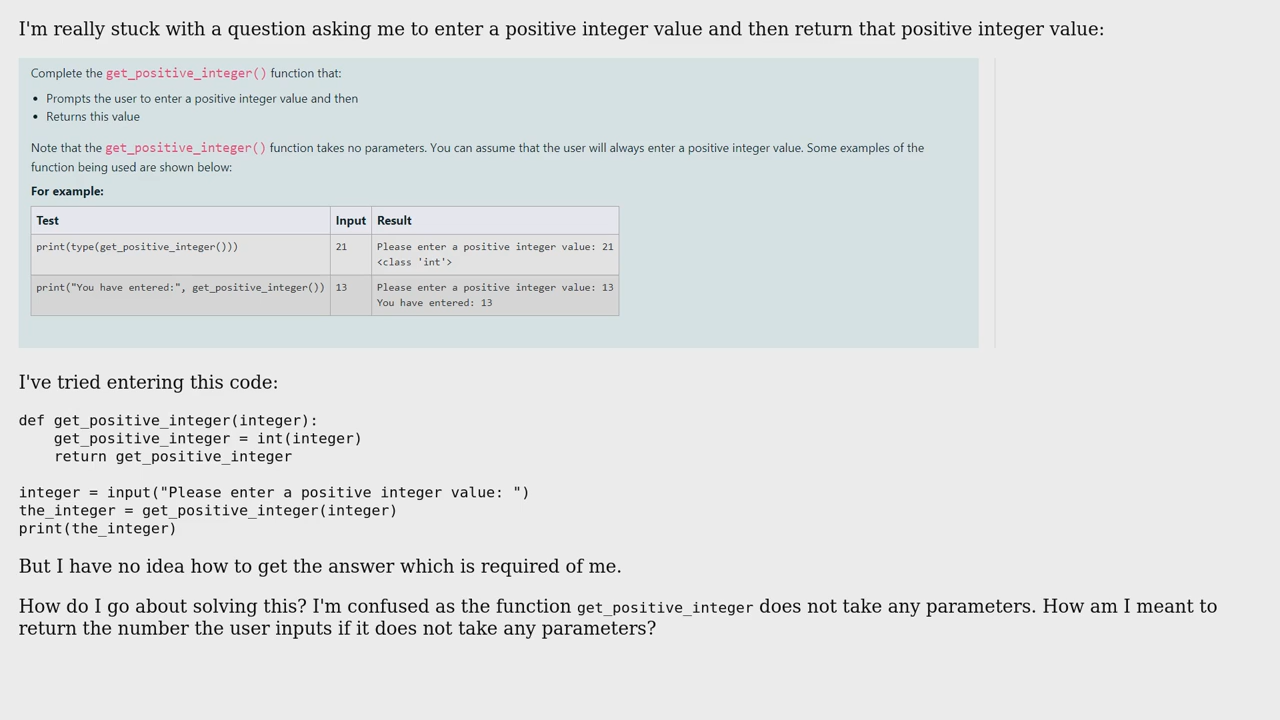 I'm really stuck with a question asking me to enter a positive integer value and then return that positive integer value:
Complete the get_positive_integer() function that:
• Prompts the user to enter a positive integer value and then
• Returns this value
Note that the get_positive_integer() function takes no parameters. You can assume that the user will always enter a positive integer value. Some examples of the
function being used are shown below:
For example:
Test Input Result
print(type(get_positive_integer())) 21 Please enter a positive integer value: 21
<class 'int'>
print("You have entered:", get_positive_integer()) 13 Please enter a positive integer value: 13
You have entered: 13
I've tried entering this code:
def get_positive_integer(integer):
    get_positive_integer = int(integer)
    return get_positive_integer
integer = input("Please enter a positive integer value: ")
the_integer = get_positive_integer(integer)
print(the_integer)
But I have no idea how to get the answer which is required of me.
How do I go about solving this? I'm confused as the function get_positive_integer does not take any parameters. How am I meant to
return the number the user inputs if it does not take any parameters?